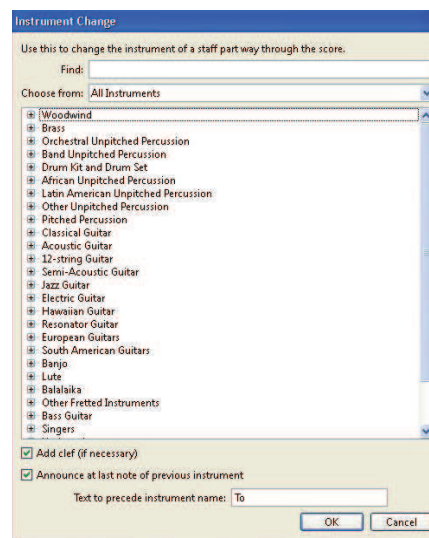 Instrument Change
Use this to change the instrument of a staff part way through the score.
Find:
Choose from: All Instruments
Woodwind
Brass
Orchestral Unpitched Percussion
Band Unpitched Percussion
Drum Kit and Drum Set
African Unpitched Percussion
Latin American Unpitched Percussion
Other Unpitched Percussion
Pitched Percussion
Classical Guitar
Acoustic Guitar
12-string Guitar
Semi-Acoustic Guitar
Jazz Guitar
Electric Guitar
Hawaiian Guitar
Resonator Guitar
European Guitars
South American Guitars
Banjo
Lute
Balalaika
Other Fretted Instruments
Bass Guitar
Singers
Add clef (if necessary)
Announce at last note of previous instrument
Text to precede instrument name: To
OK Cancel